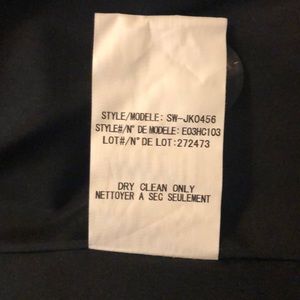 STYLE/MODELE: SW-JK0456
STYLE#/N° DE MODELE: E03HC103
LOT#/N° DE LOT:272473
DRY CLEAN ONLY
NETTOYER A SEC SEULEMENT